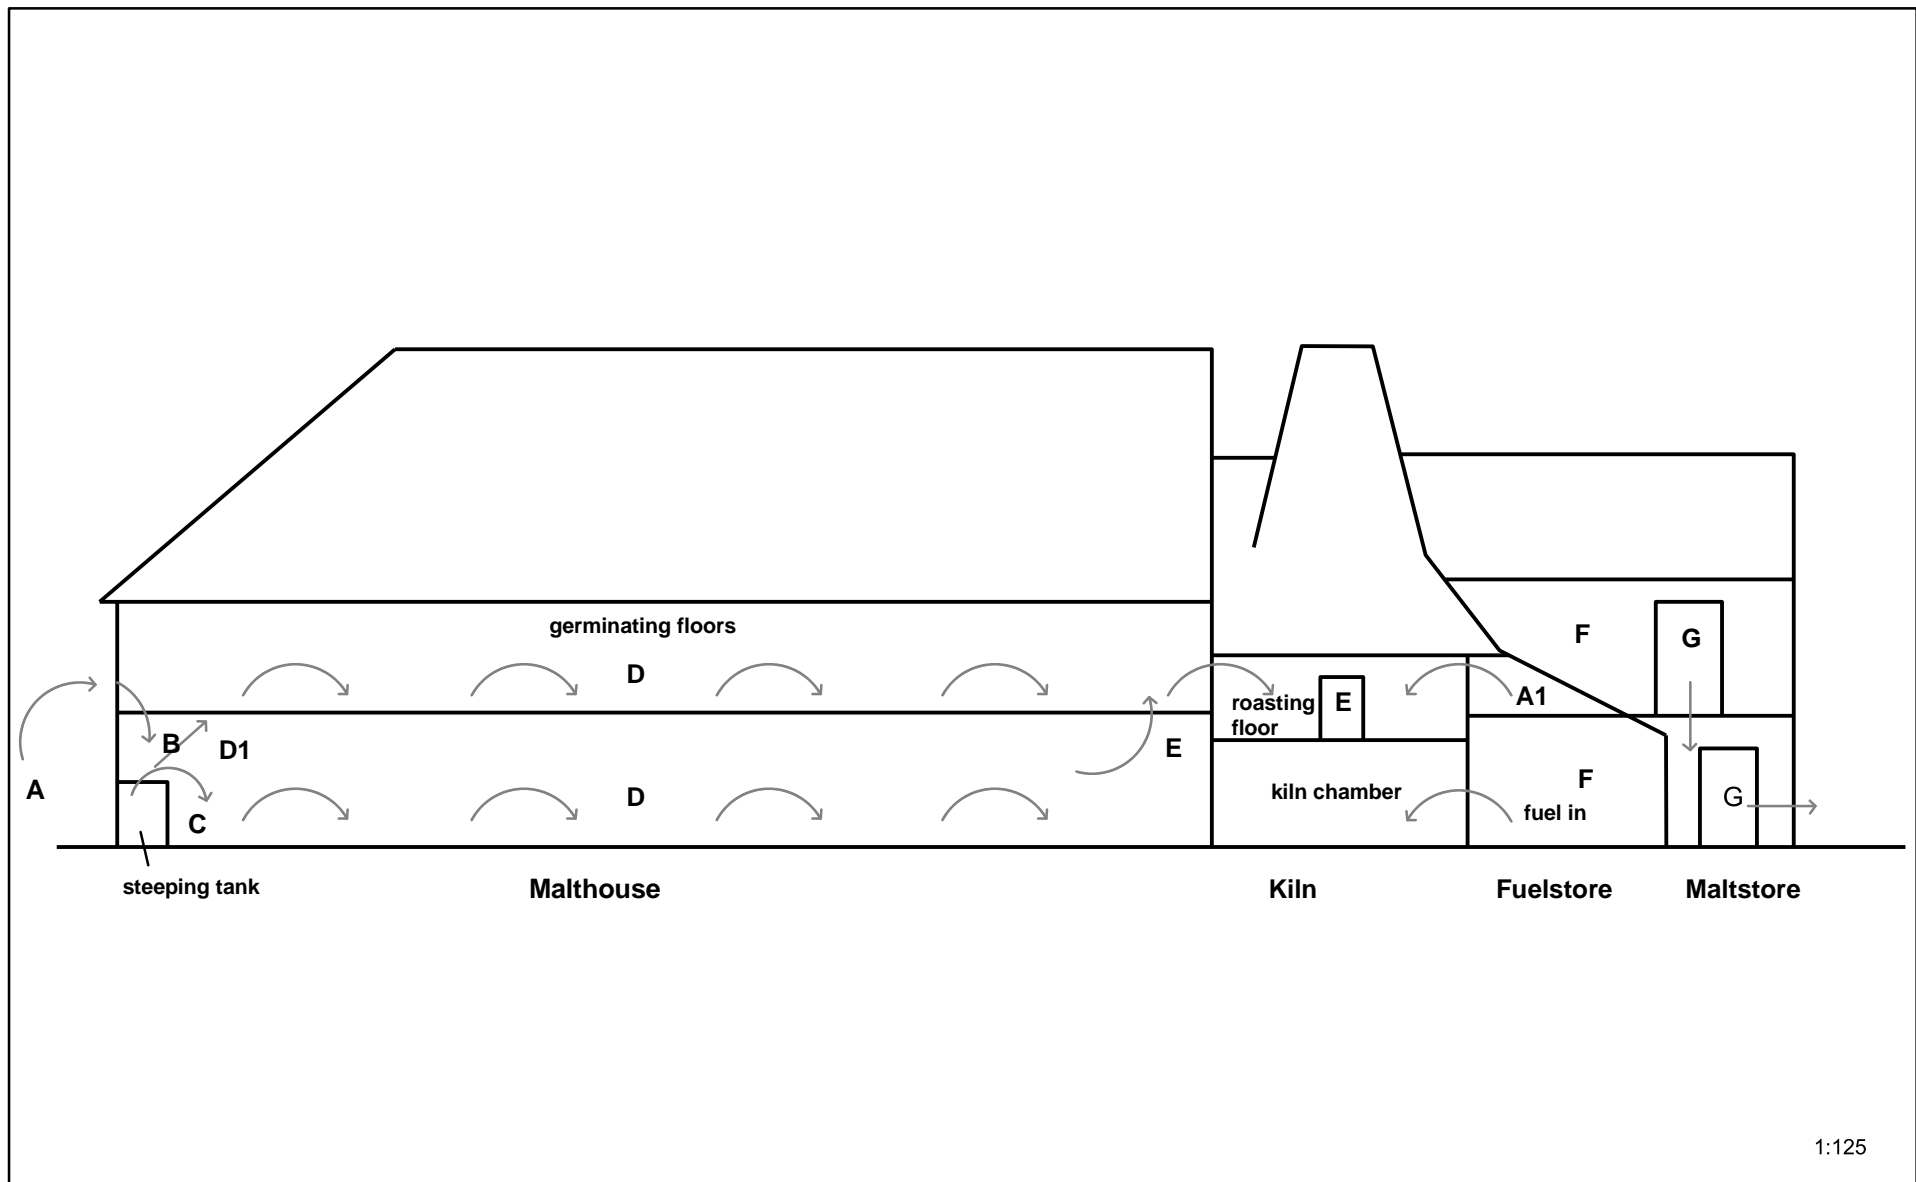 germinating floors
F
G
D
A1
roasting
floor
E
B
D1
E
A
D
C
kiln chamber
F
fuel in
G
steeping tank
Malthouse
Kiln
Fuelstore
Maltstore
1:125